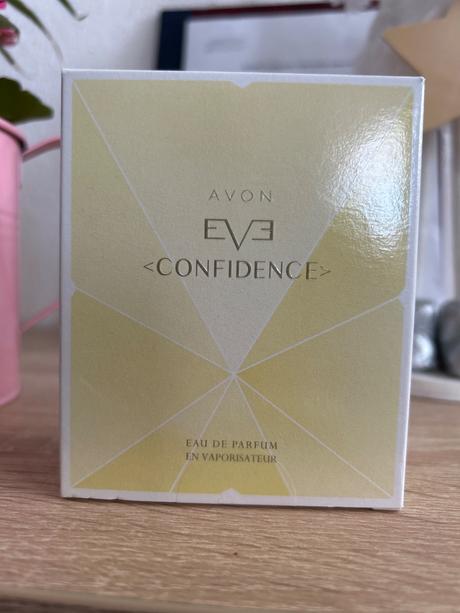 AVON
EVE
<CONFIDENCE>
EAU DE PARFUM
EN VAPORISATEUR